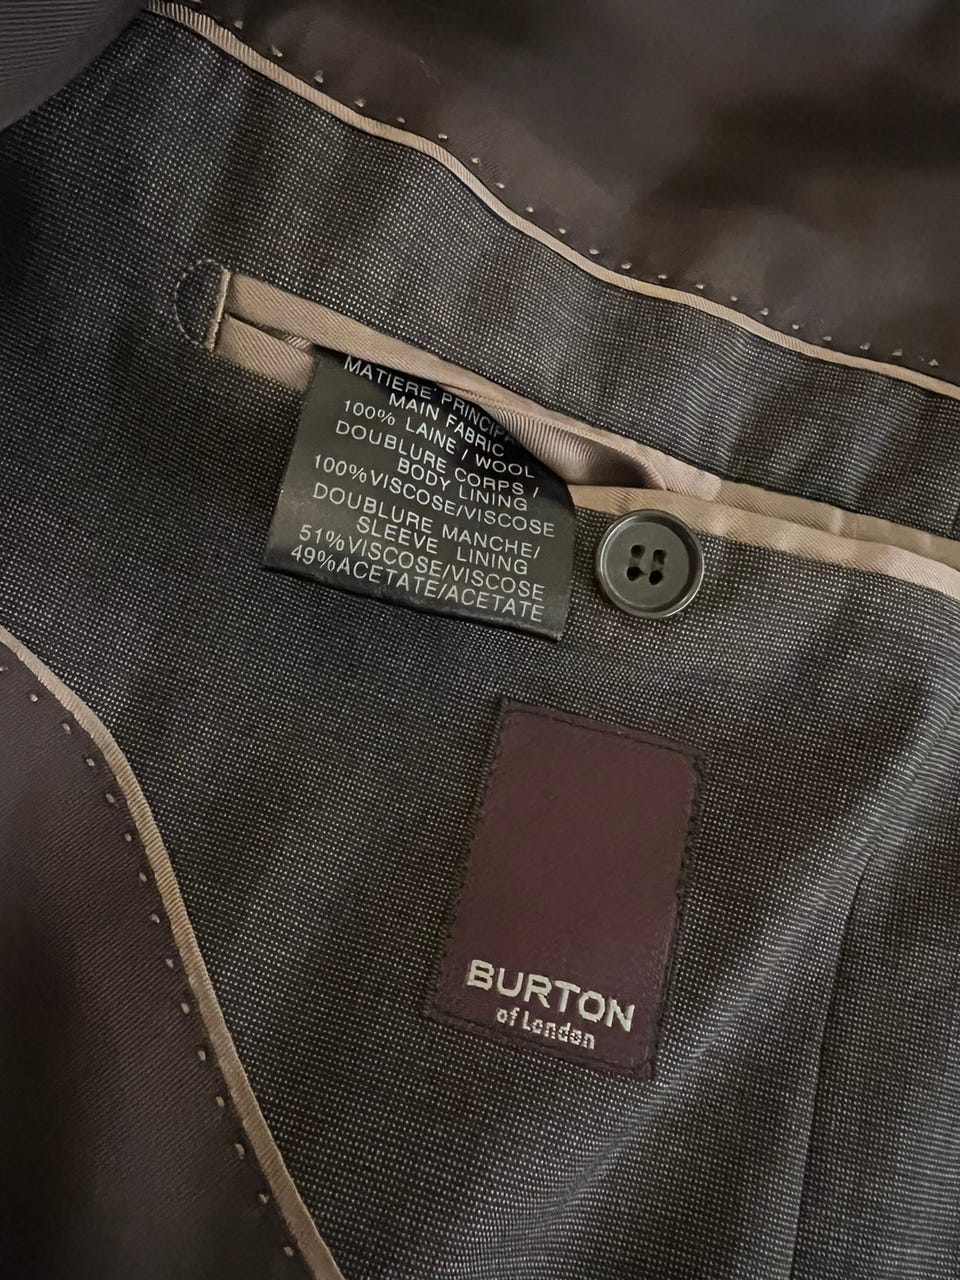 MATIERE PRINCIPA
MAIN FABRIC
100% LAINE / WOOL
DOUBLURE CORPS /
BODY LINING
100%VISCOSE/VISCOSE
DOUBLURE MANCHE/
SLEEVE LINING
51%VISCOSE/VISCOSE
49%ACETATE/ACETATE
BURTON
of London